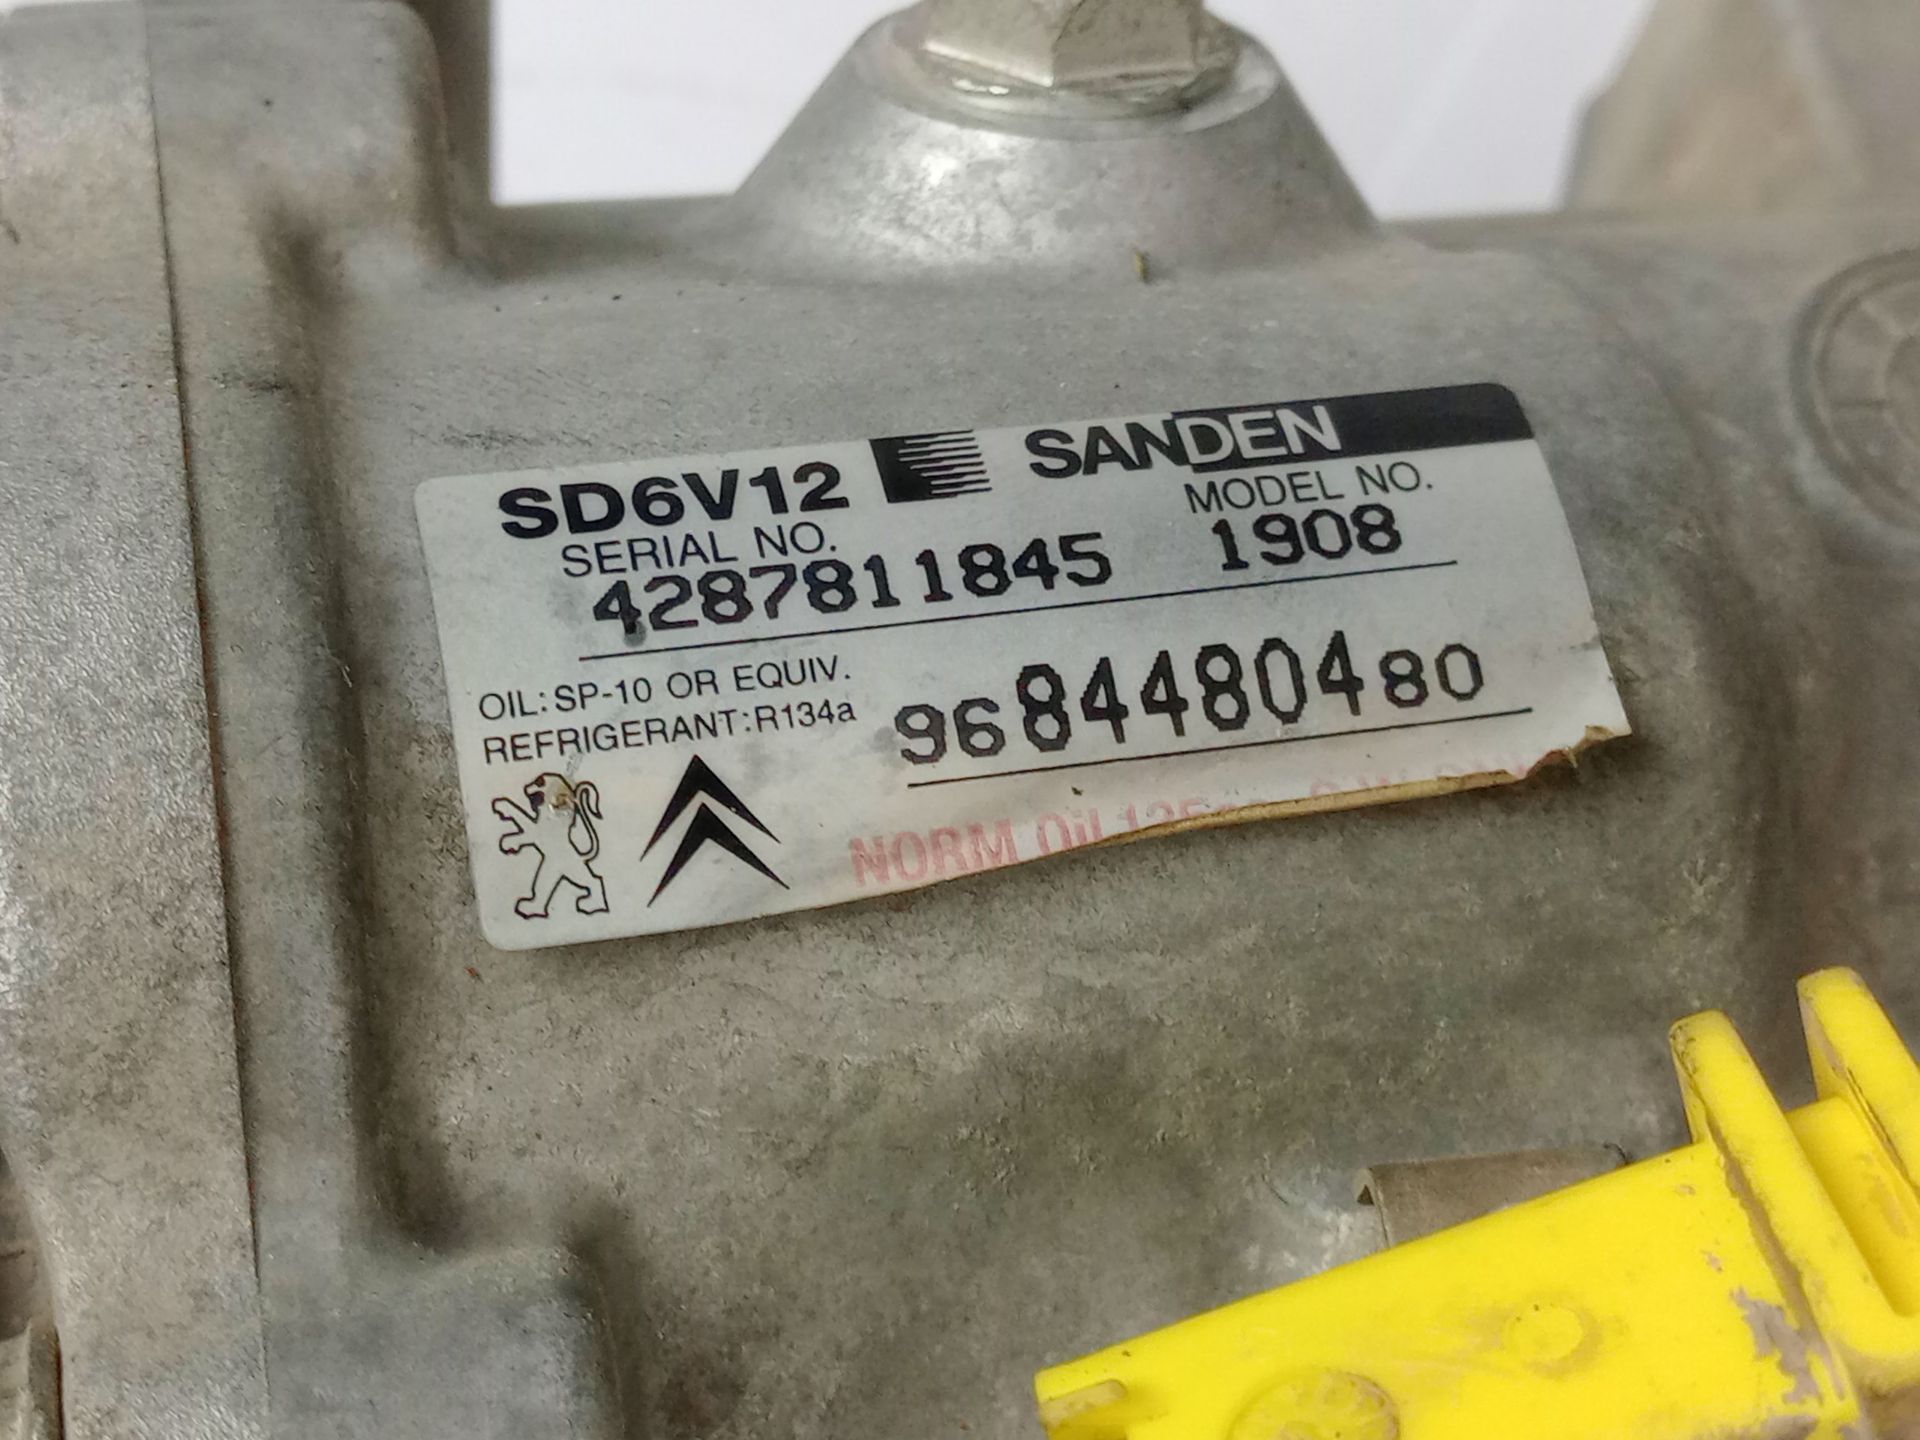 SD6V12 SANDEN
SERIAL NO. MODEL NO.
4287811845 1908
OIL: SP-10 OR EQUIV.
REFRIGERANT: R134a
9684480480
NORM Oil